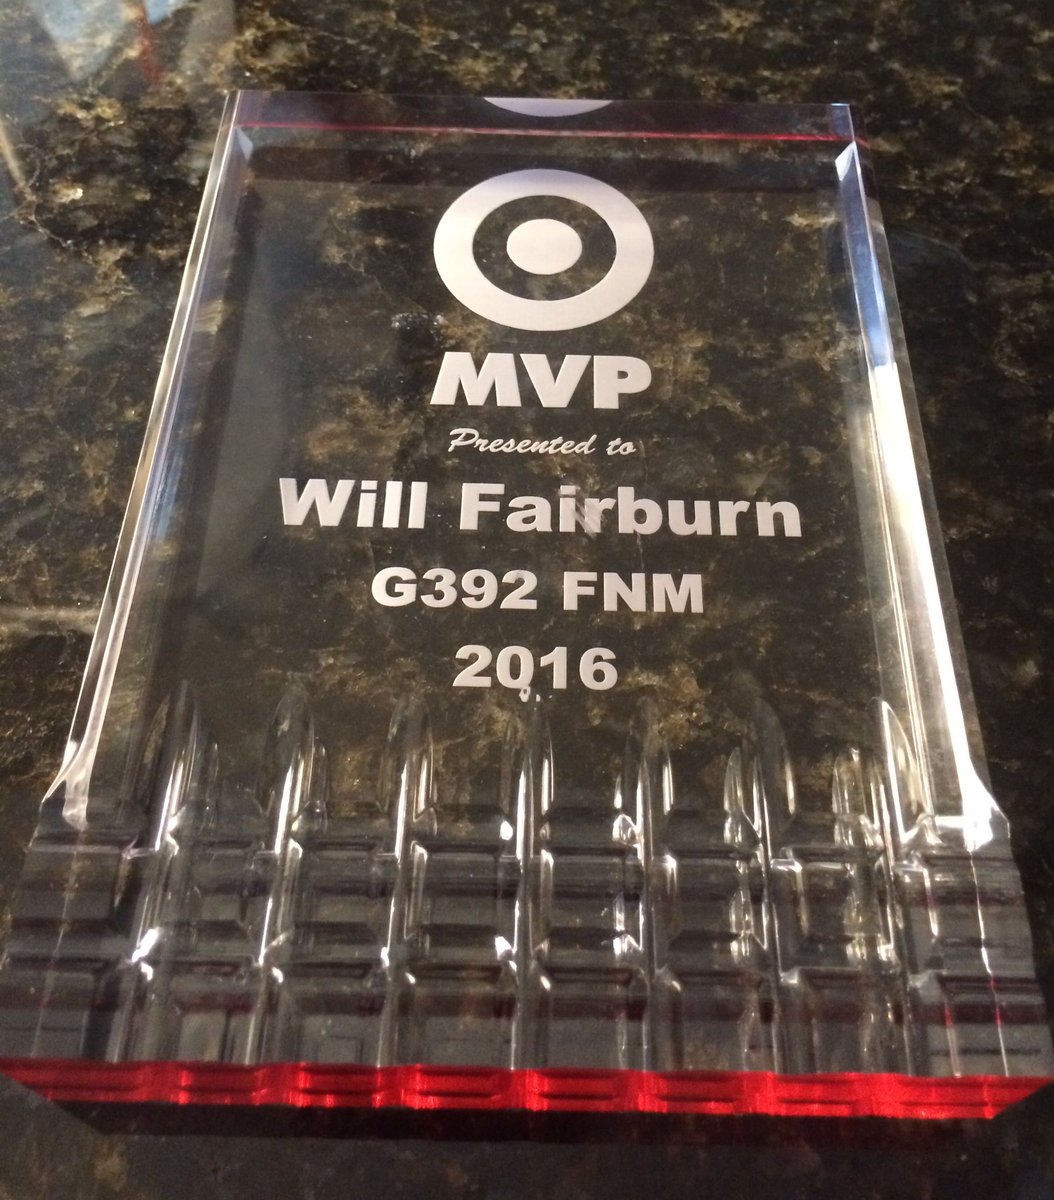 MVP
Presented to
Will Fairburn
G392 FNM
2016